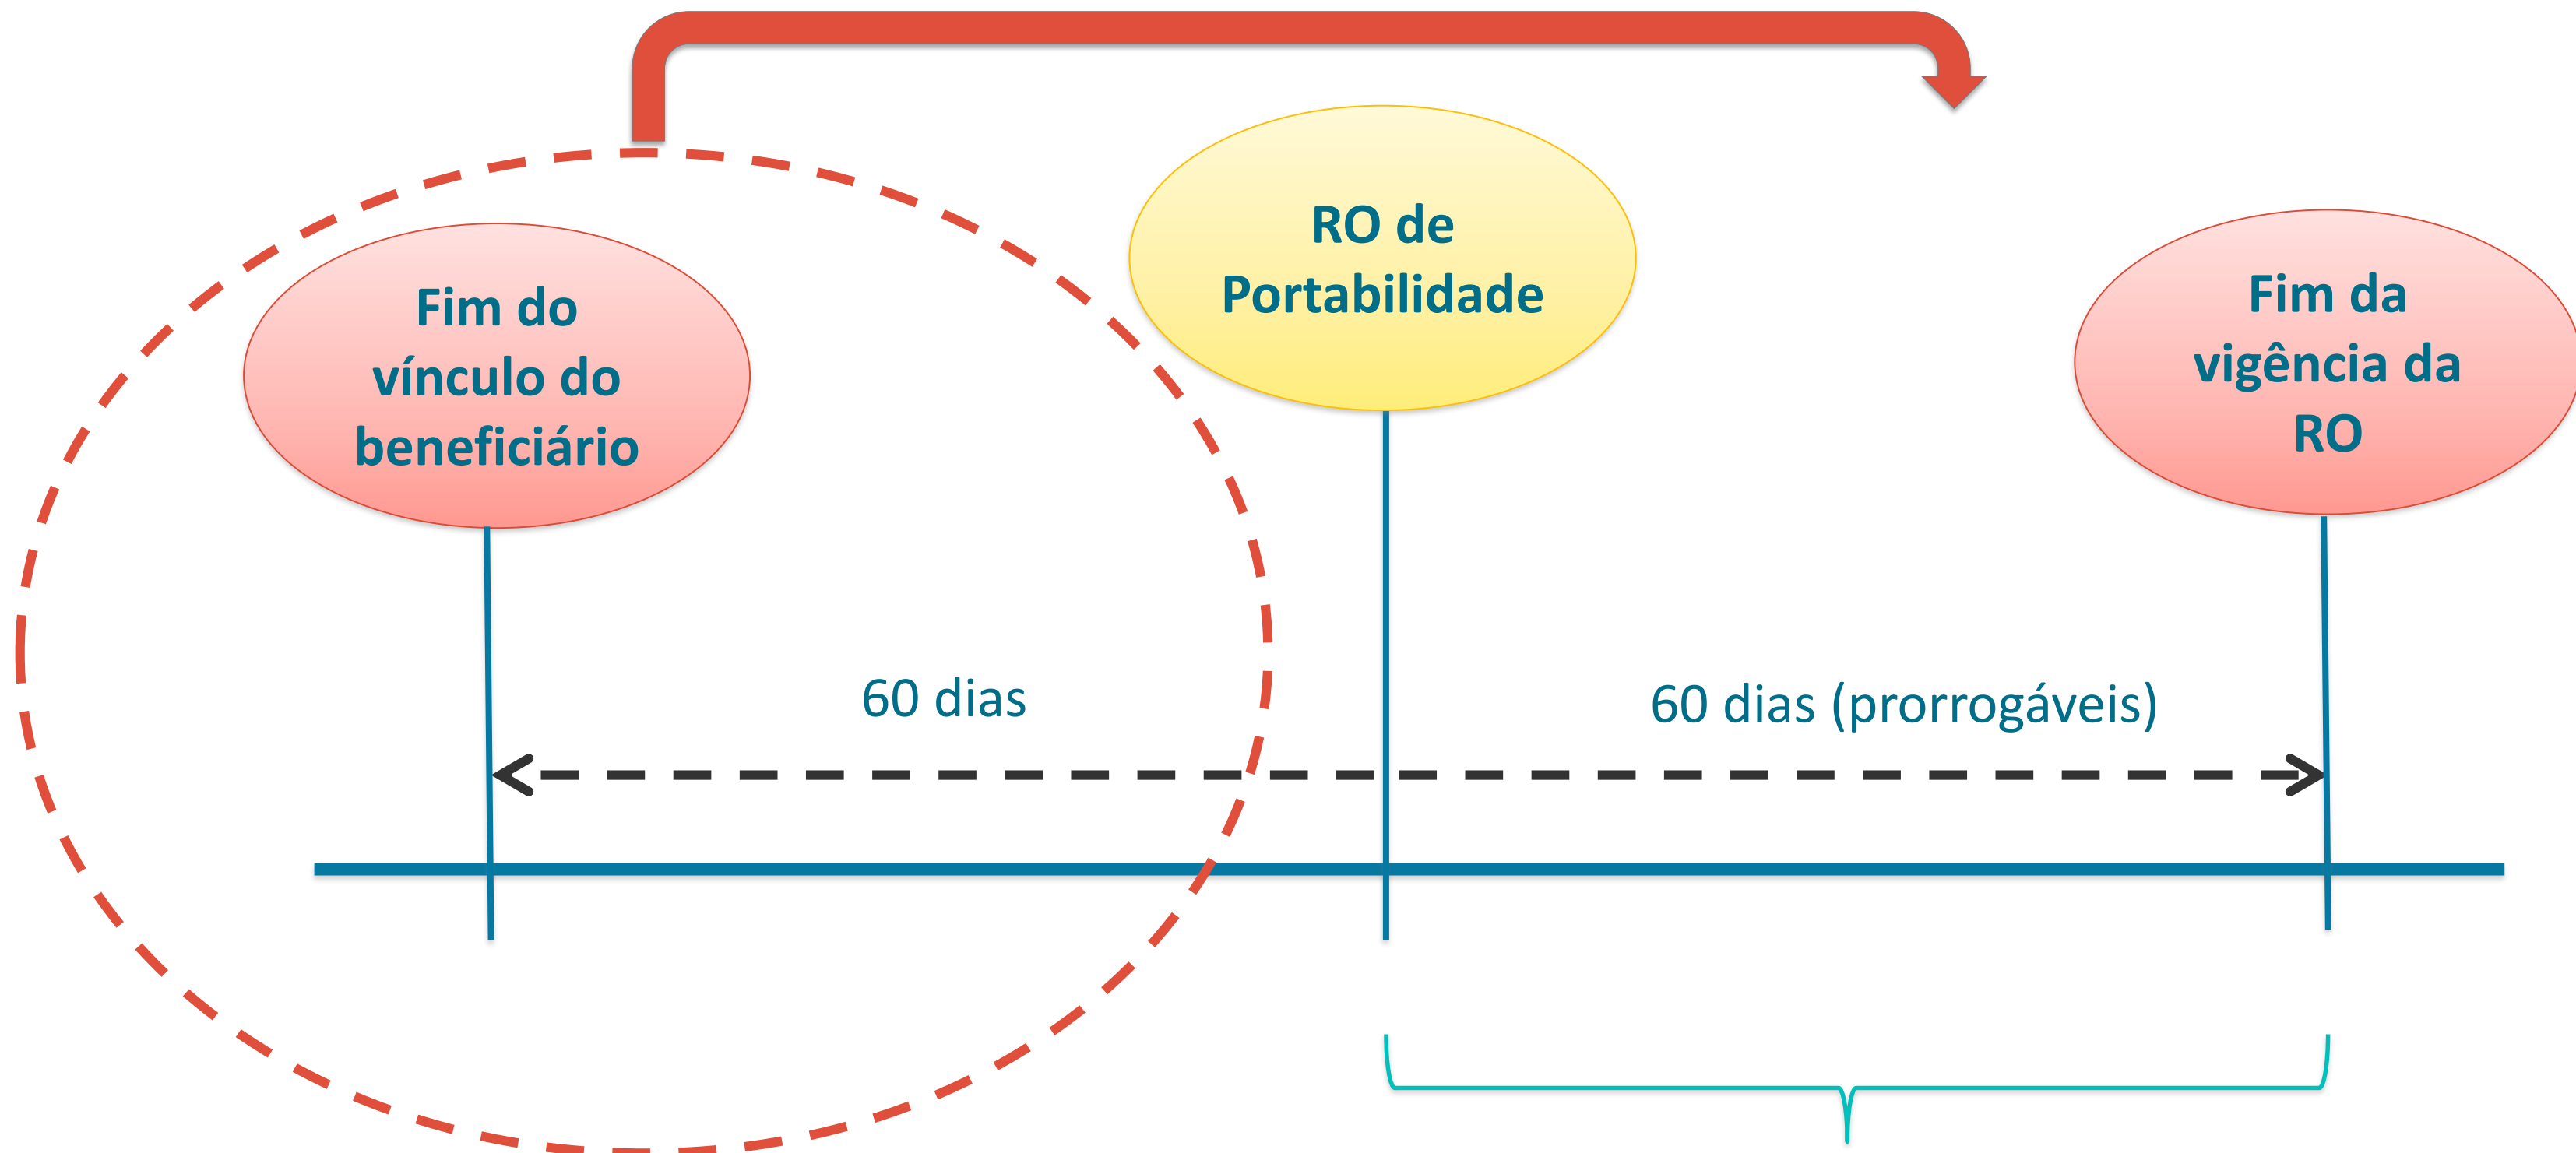 Fim do
vínculo do
beneficiário
RO de
Portabilidade
Fim da
vigência da
RO
60 dias
60 dias (prorrogáveis)